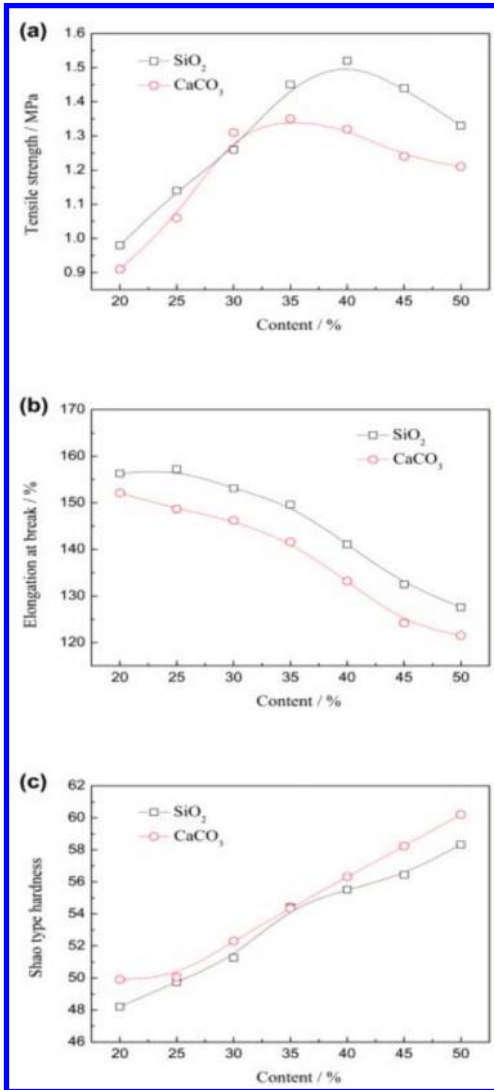 (a)
SiO₂
CaCO₃
Tensile strength / MPa
1.6
1.5
1.4
1.3
1.2
1.1
1.0
0.9
20 25 30 35 40 45 50
Content / %
(b)
SiO₂
CaCO₃
Elongation at break / %
170
160
150
140
130
120
20 25 30 35 40 45 50
Content / %
(c)
SiO₂
CaCO₃
Shao type hardness
62
60
58
56
54
52
50
48
46
20 25 30 35 40 45 50
Content / %